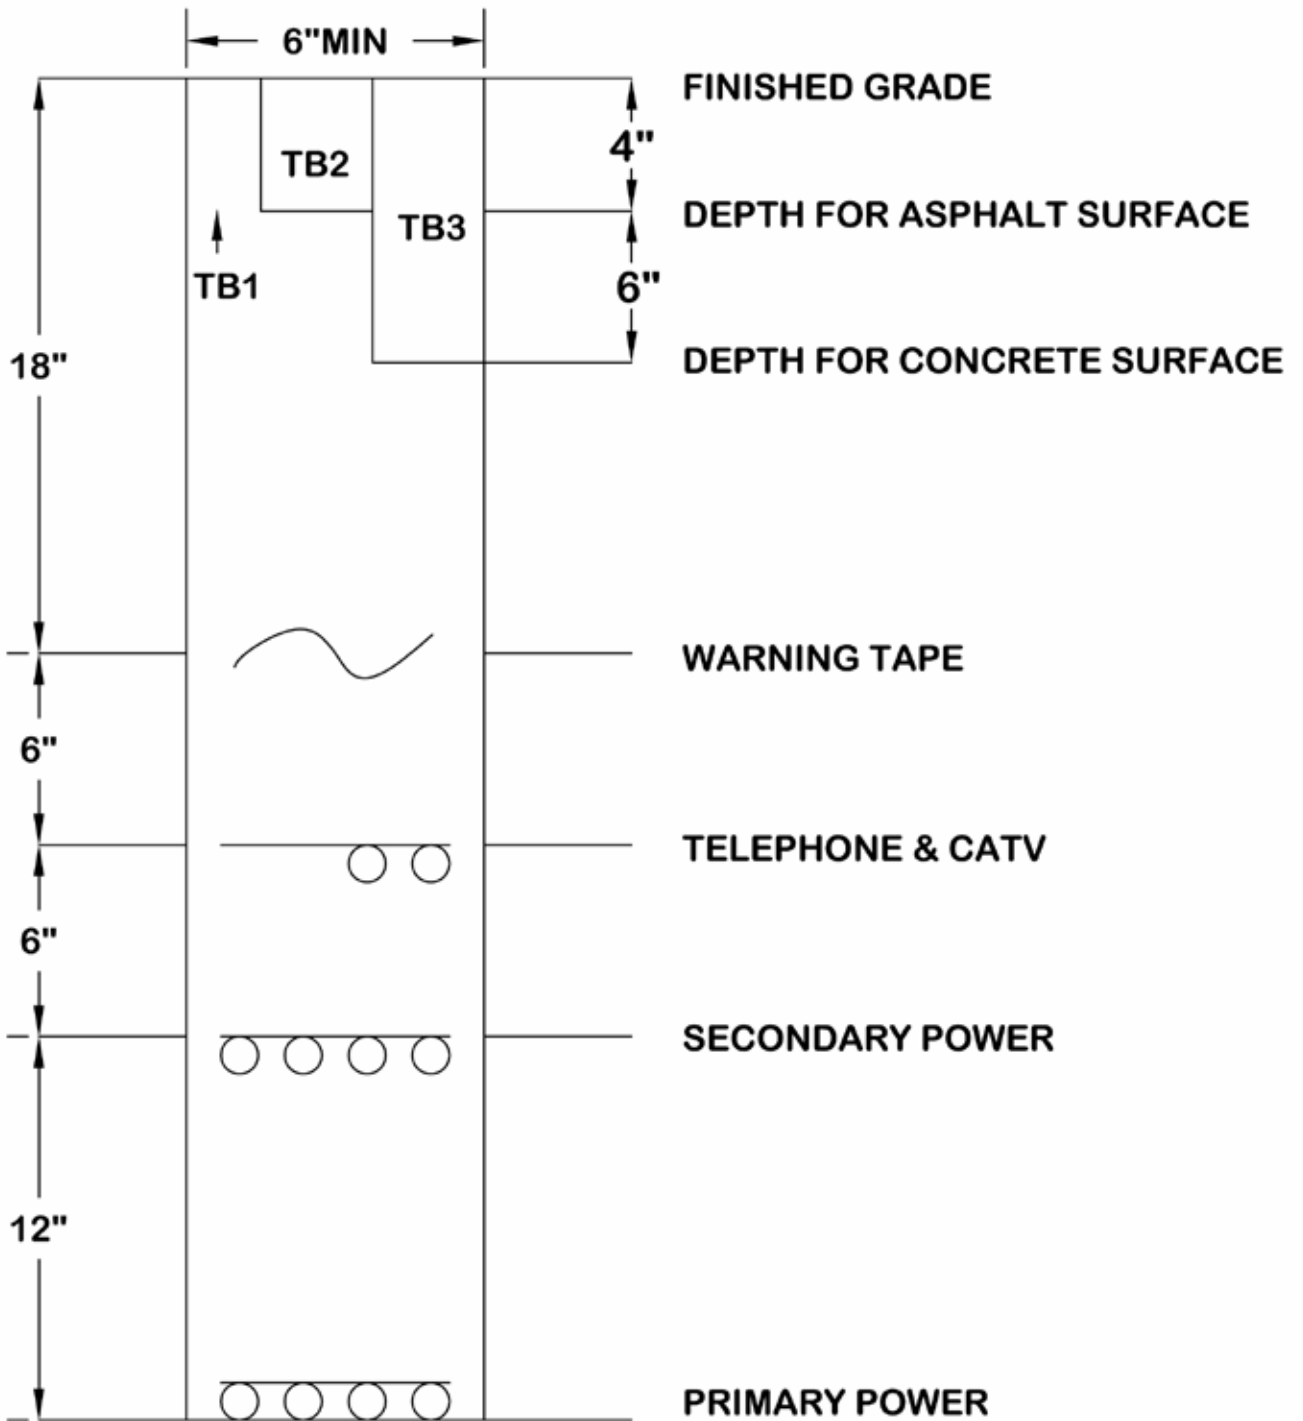 6"MIN
FINISHED GRADE
4"
TB2
DEPTH FOR ASPHALT SURFACE
TB3
TB1
6"
18"
DEPTH FOR CONCRETE SURFACE
WARNING TAPE
6"
TELEPHONE & CATV
6"
SECONDARY POWER
12"
PRIMARY POWER